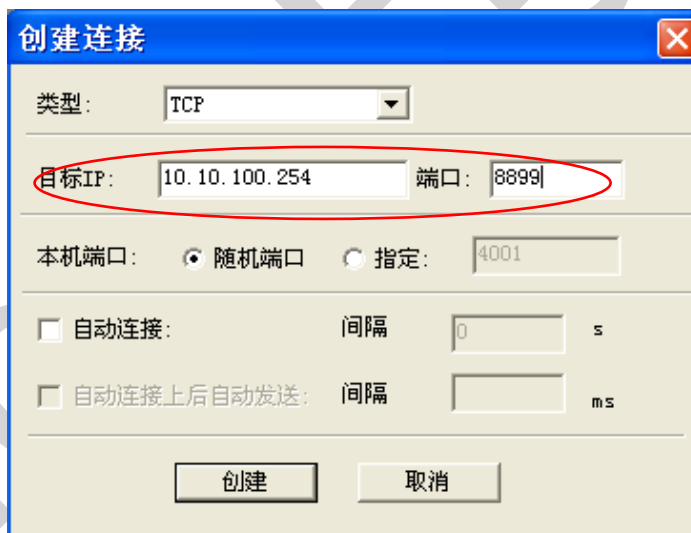 创建连接
类型: TCP
目标IP: 10.10.100.254 端口: 8899
本机端口: 随机端口 指定: 4001
自动连接: 间隔 0 s
自动连接上后自动发送: 间隔 ms
创建 取消